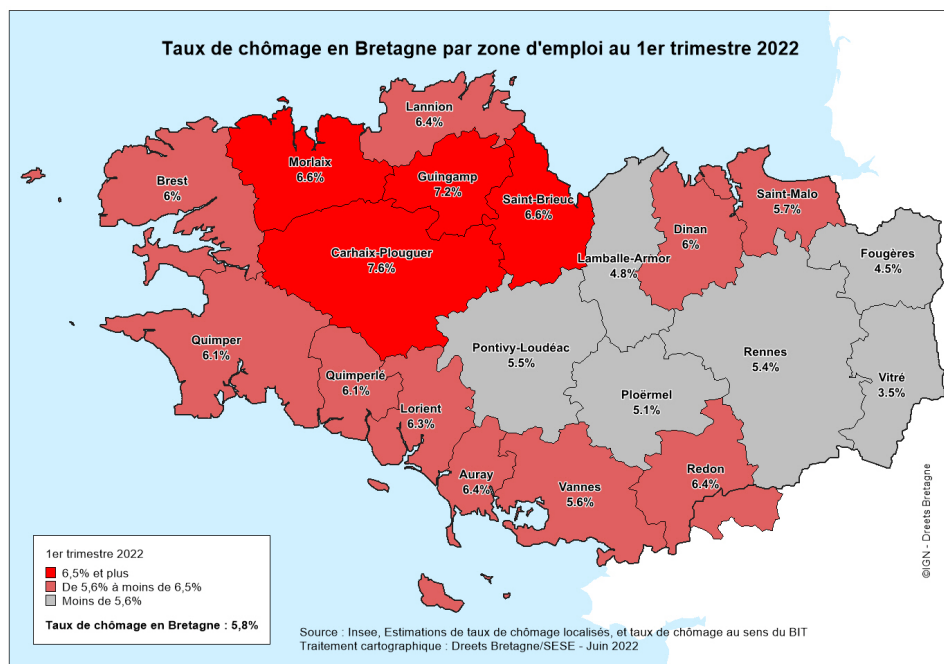 Taux de chômage en Bretagne par zone d'emploi au 1er trimestre 2022
Lannion
6.4%
Morlaix
6.6%
Guingamp
7.2%
Brest
6%
Saint-Brieuc
6.6%
Saint-Malo
5.7%
Dinan
6%
Carhaix-Plouguer
7.6%
Lamballe-Armor
4.8%
Fougères
4.5%
Quimper
6.1%
Pontivy-Loudéac
5.5%
Rennes
5.4%
Quimperlé
6.1%
Vitré
3.5%
Ploërmel
5.1%
Lorient
6.3%
Auray
6.4%
Vannes
5.6%
Redon
6.4%
1er trimestre 2022
6,5% et plus
De 5,6% à moins de 6,5%
Moins de 5,6%
Taux de chômage en Bretagne : 5,8%
Source : Insee, Estimations de taux de chômage localisés, et taux de chômage au sens du BIT
Traitement cartographique : Dreets Bretagne/SESE - Juin 2022
©IGN - Dreets Bretagne